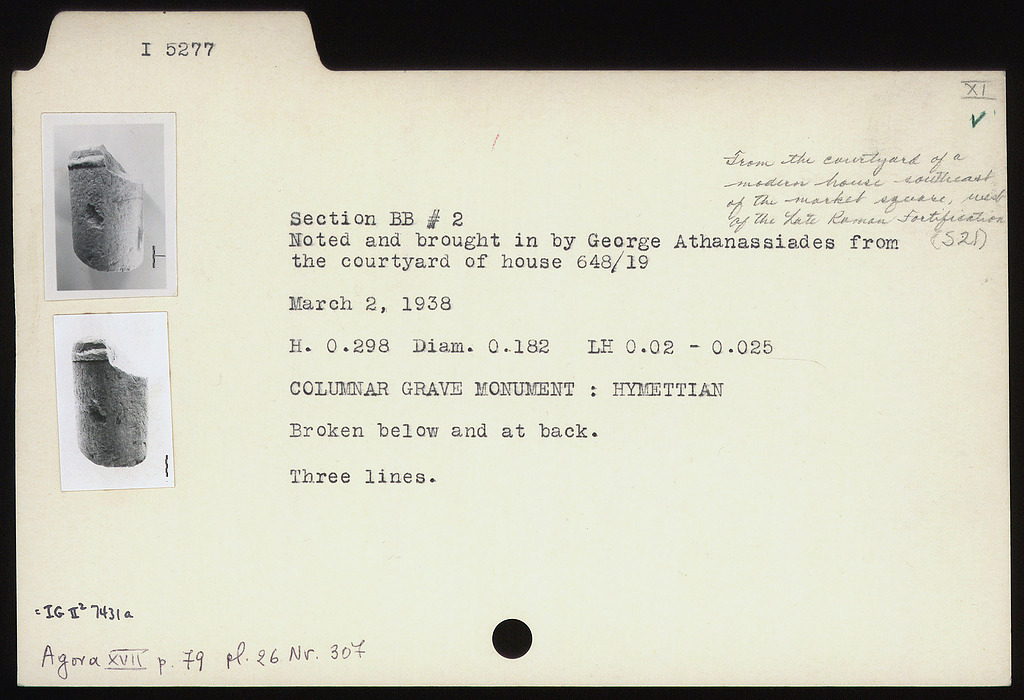 I 5277
XI
From the courtyard of a
modern house southeast
of the market square, west
of the Late Roman Fortification
(S21)
Section BB # 2
Noted and brought in by George Athanassiades from
the courtyard of house 648/19
March 2, 1938
H. 0.298 Diam. 0.182 LH 0.02 - 0.025
COLUMNAR GRAVE MONUMENT : HYMETTIAN
Broken below and at back.
Three lines.
= IG II² 7431a
Agora XVII p. 79 pl. 26 Nr. 307